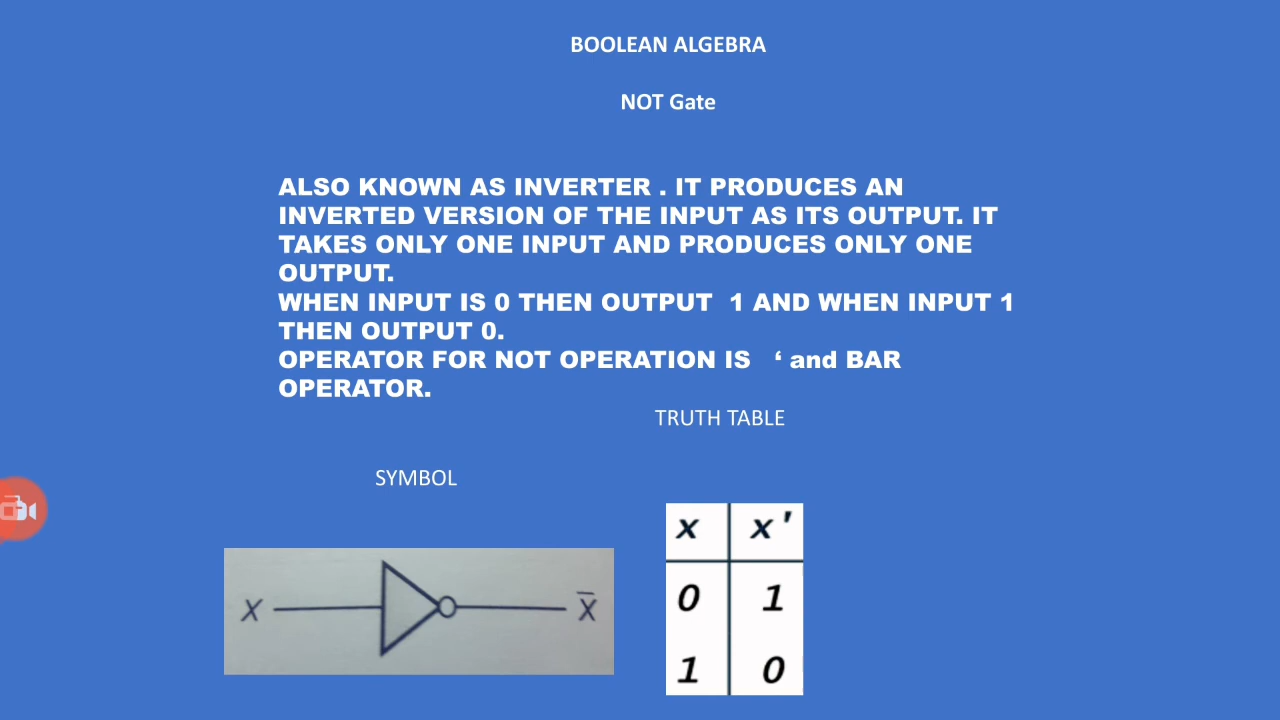 BOOLEAN ALGEBRA
NOT Gate
ALSO KNOWN AS INVERTER . IT PRODUCES AN
INVERTED VERSION OF THE INPUT AS ITS OUTPUT. IT
TAKES ONLY ONE INPUT AND PRODUCES ONLY ONE
OUTPUT.
WHEN INPUT IS 0 THEN OUTPUT  1 AND WHEN INPUT 1
THEN OUTPUT 0.
OPERATOR FOR NOT OPERATION IS   ‘ and BAR
OPERATOR.
TRUTH TABLE
SYMBOL
X X̅
x x'
0 1
1 0